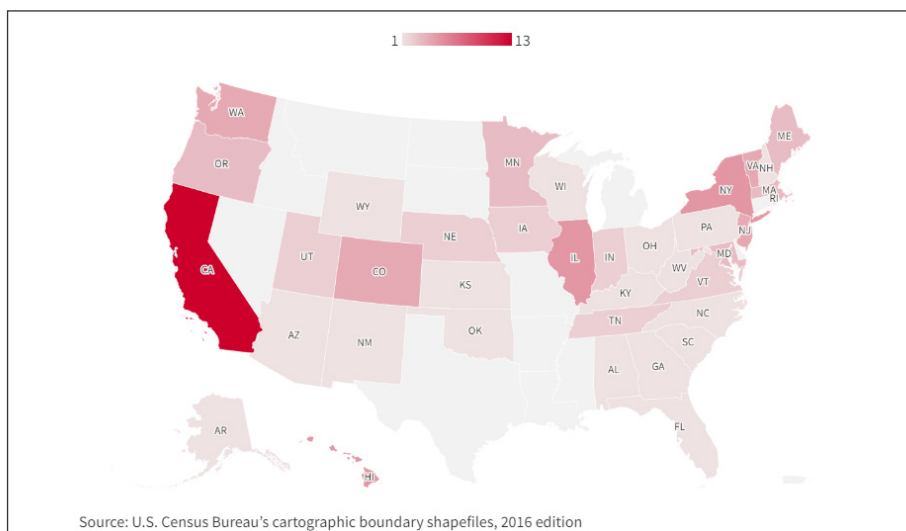 1 13
WA
ME
OR
MN
VA NH
WI
NY
MA
RI
WY
IA
PA
NE
NJ
OH
IL
IN
MD
UT
CO
WV
CA
KS
VT
KY
TN
NC
AZ
NM
OK
SC
AL
GA
FL
AR
HI
Source: U.S. Census Bureau’s cartographic boundary shapefiles, 2016 edition